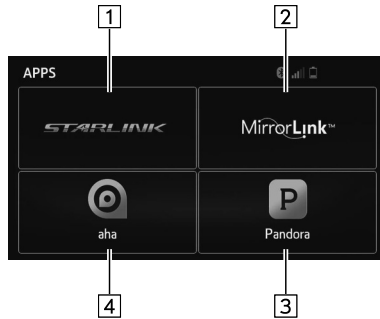 1
2
APPS
STARLINK
MirrorLink™
aha
P
Pandora
4
3